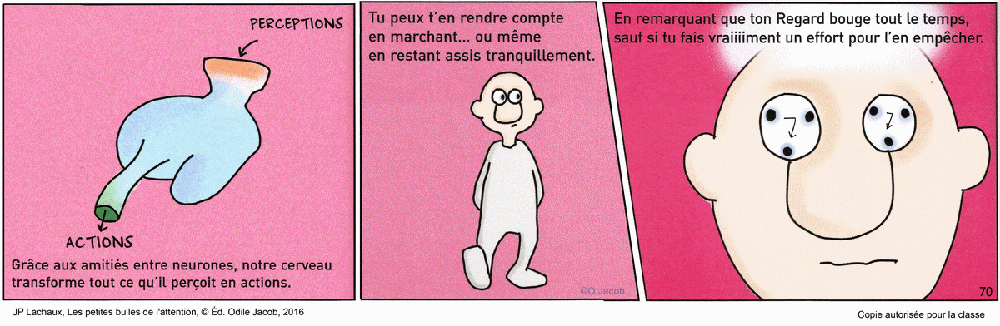 PERCEPTIONS
ACTIONS
Grâce aux amitiés entre neurones, notre cerveau
transforme tout ce qu'il perçoit en actions.
Tu peux t'en rendre compte
en marchant... ou même
en restant assis tranquillement.
©O.Jacob
En remarquant que ton Regard bouge tout le temps,
sauf si tu fais vraiiiiment un effort pour l'en empêcher.
70
JP Lachaux, Les petites bulles de l'attention, © Éd. Odile Jacob, 2016
Copie autorisée pour la classe